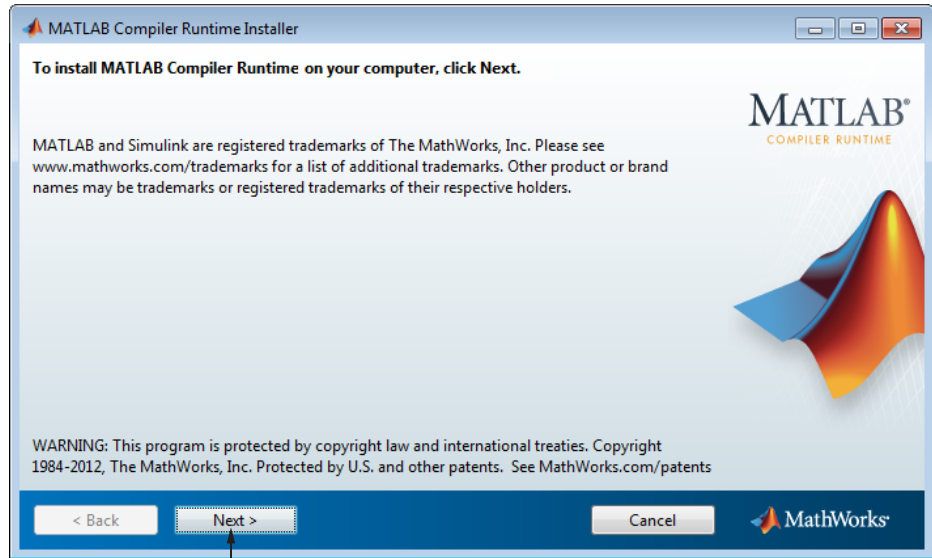 MATLAB Compiler Runtime Installer
To install MATLAB Compiler Runtime on your computer, click Next.
MATLAB®
COMPILER RUNTIME
MATLAB and Simulink are registered trademarks of The MathWorks, Inc. Please see
www.mathworks.com/trademarks for a list of additional trademarks. Other product or brand
names may be trademarks or registered trademarks of their respective holders.
WARNING: This program is protected by copyright law and international treaties. Copyright
1984-2012, The MathWorks, Inc. Protected by U.S. and other patents. See MathWorks.com/patents
< Back
Next >
Cancel
MathWorks®